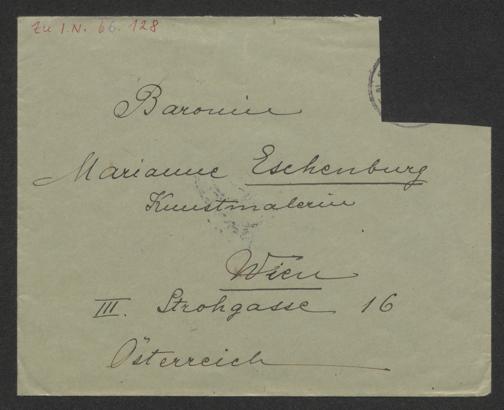 Zu I.N. 66.128
Baronin
Marianne Eschenburg
Kunstmalerin
Wien
III. Strohgasse 16
Österreich